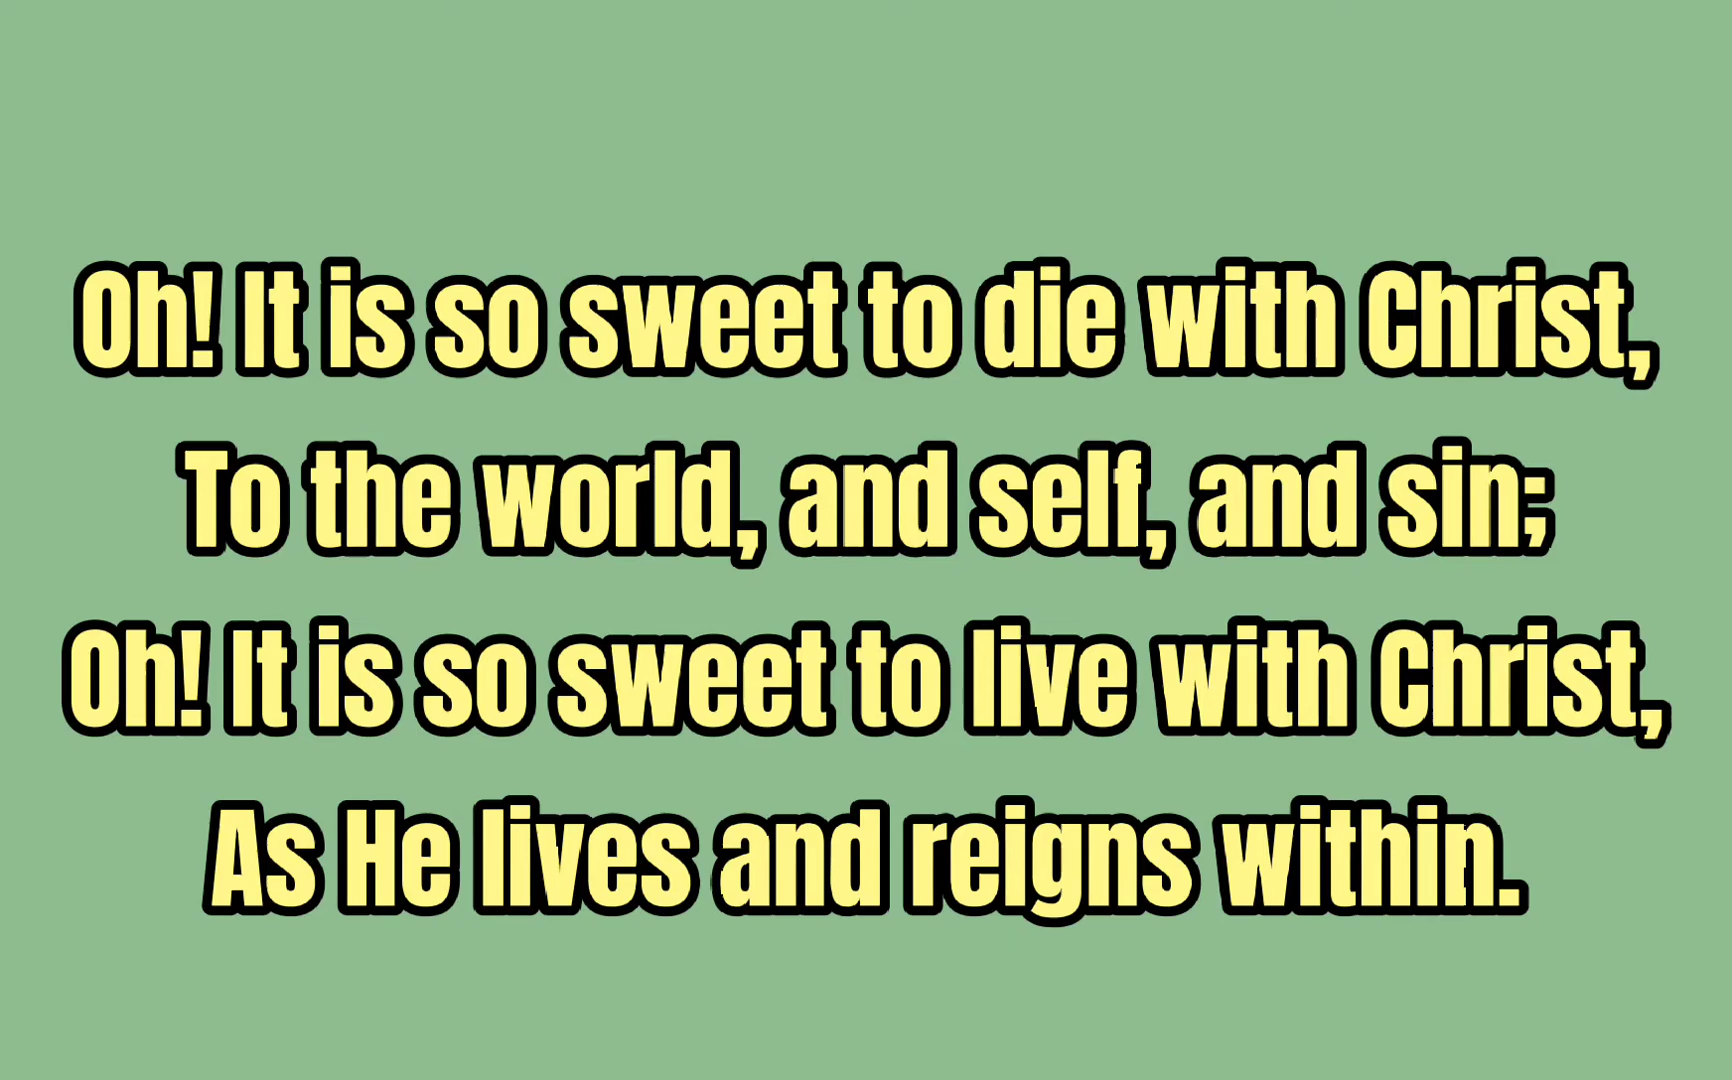 Oh! It is so sweet to die with Christ,
To the world, and self, and sin;
Oh! It is so sweet to live with Christ,
As He lives and reigns within.